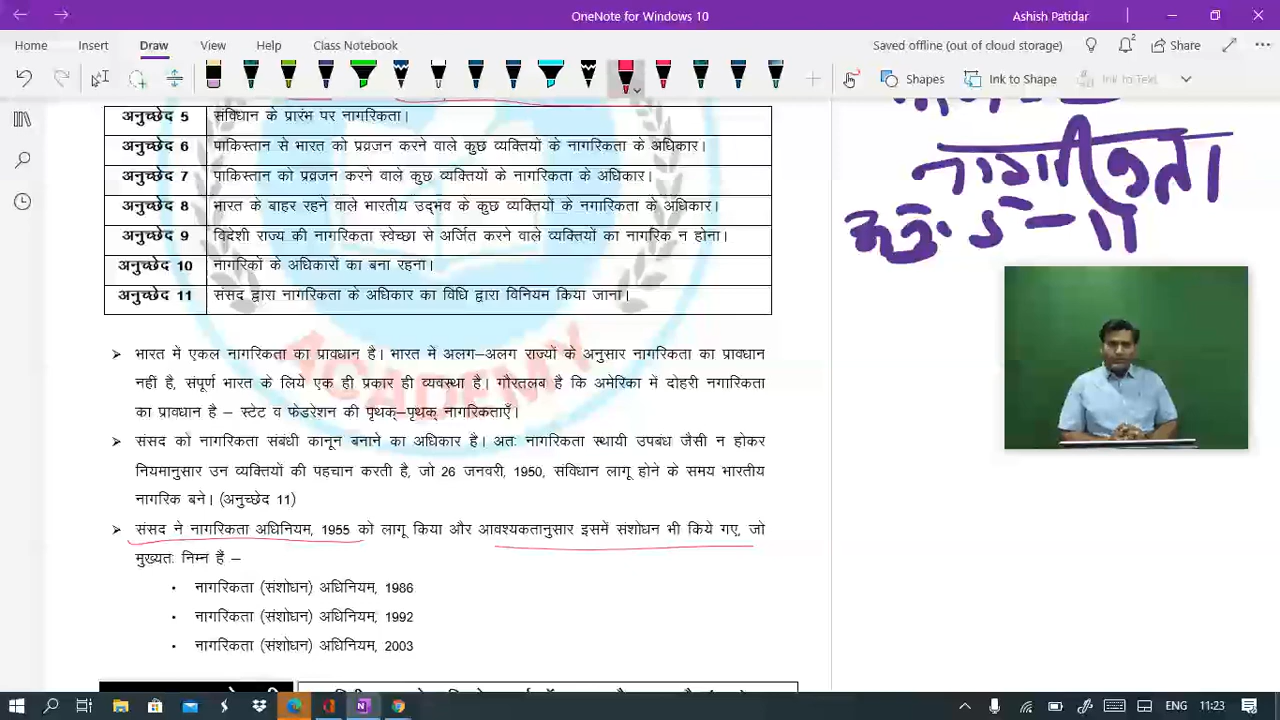 OneNote for Windows 10
Ashish Patidar
Home Insert Draw View Help Class Notebook
Saved offline (out of cloud storage) Share
Shapes Ink to Shape Ink to Text
अनुच्छेद 5 संविधान के प्रारंभ पर नागरिकता।
अनुच्छेद 6 पाकिस्तान से भारत को प्रव्रजन करने वाले कुछ व्यक्तियों के नागरिकता के अधिकार।
अनुच्छेद 7 पाकिस्तान को प्रव्रजन करने वाले कुछ व्यक्तियों के नागरिकता के अधिकार।
अनुच्छेद 8 भारत के बाहर रहने वाले भारतीय उद्भव के कुछ व्यक्तियों के नगारिकता के अधिकार।
अनुच्छेद 9 विदेशी राज्य की नागरिकता स्वेच्छा से अर्जित करने वाले व्यक्तियों का नागरिक न होना।
अनुच्छेद 10 नागरिकों के अधिकारों का बना रहना।
अनुच्छेद 11 संसद द्वारा नागरिकता के अधिकार का विधि द्वारा विनियम किया जाना।
➢ भारत में एकल नागरिकता का प्रावधान है। भारत में अलग–अलग राज्यों के अनुसार नागरिकता का प्रावधान
नहीं है, संपूर्ण भारत के लिये एक ही प्रकार ही व्यवस्था है। गौरतलब है कि अमेरिका में दोहरी नगारिकता
का प्रावधान है – स्टेट व फेडरेशन की पृथक्–पृथक् नागरिकताएँ।
➢ संसद को नागरिकता संबंधी कानून बनाने का अधिकार है। अतः नागरिकता स्थायी उपबंध जैसी न होकर
नियमानुसार उन व्यक्तियों की पहचान करती है, जो 26 जनवरी, 1950, संविधान लागू होने के समय भारतीय
नागरिक बने। (अनुच्छेद 11)
➢ संसद ने नागरिकता अधिनियम, 1955 को लागू किया और आवश्यकतानुसार इसमें संशोधन भी किये गए, जो
मुख्यतः निम्न हैं –
• नागरिकता (संशोधन) अधिनियम, 1986
• नागरिकता (संशोधन) अधिनियम, 1992
• नागरिकता (संशोधन) अधिनियम, 2003
ACADEMY
नागरिकता
अनु. 5 – 11
ENG 11:23